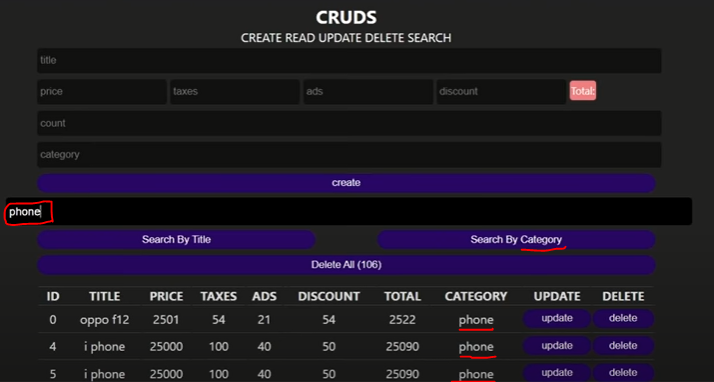 CRUDS
CREATE READ UPDATE DELETE SEARCH
title
price taxes ads discount Total:
count
category
create
phone
Search By Title Search By Category
Delete All (106)
ID TITLE PRICE TAXES ADS DISCOUNT TOTAL CATEGORY UPDATE DELETE
0 oppo f12 2501 54 21 54 2522 phone update delete
4 i phone 25000 100 40 50 25090 phone update delete
5 i phone 25000 100 40 50 25090 phone update delete